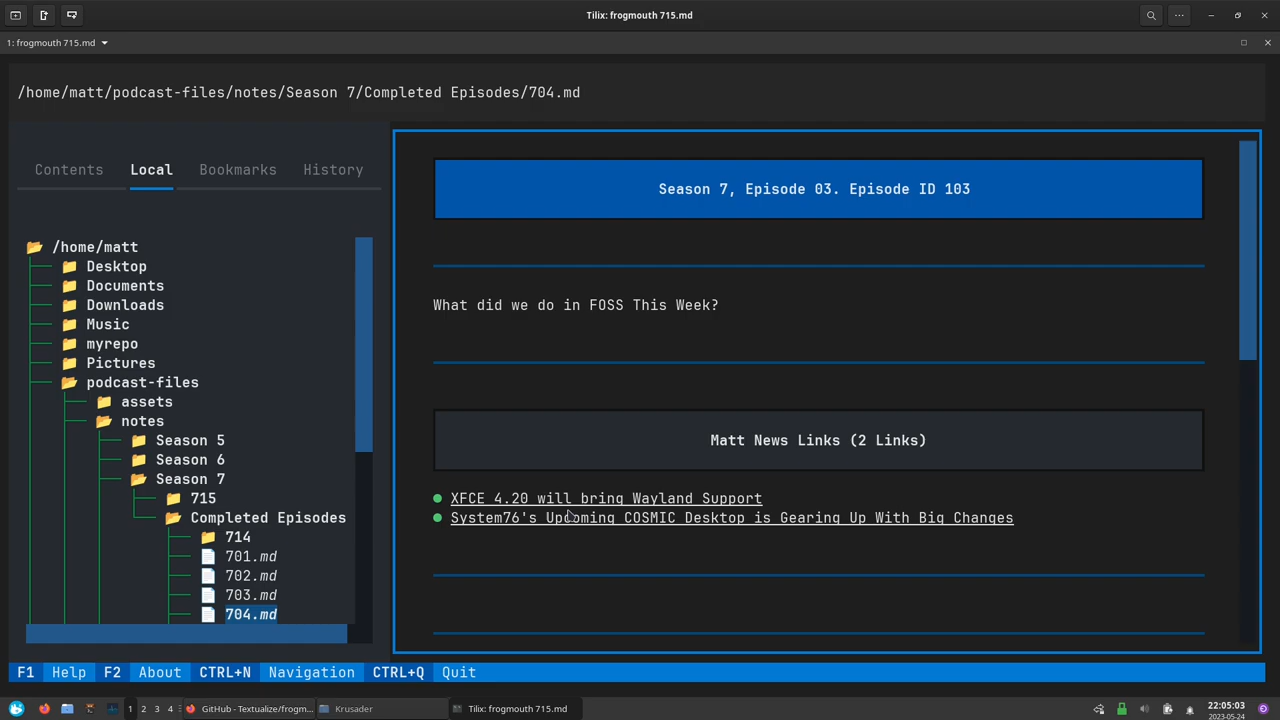 Tilix: frogmouth 715.md
1: frogmouth 715.md
/home/matt/podcast-files/notes/Season 7/Completed Episodes/704.md
Contents Local Bookmarks History
/home/matt
Desktop
Documents
Downloads
Music
myrepo
Pictures
podcast-files
assets
notes
Season 5
Season 6
Season 7
715
Completed Episodes
714
701.md
702.md
703.md
704.md
Season 7, Episode 03. Episode ID 103
What did we do in FOSS This Week?
Matt News Links (2 Links)
XFCE 4.20 will bring Wayland Support
System76's Upcoming COSMIC Desktop is Gearing Up With Big Changes
F1 Help F2 About CTRL+N Navigation CTRL+Q Quit
1 2 3 4 GitHub - Textualize/frogm... Krusader Tilix: frogmouth 715.md
22:05:03
2023-05-24